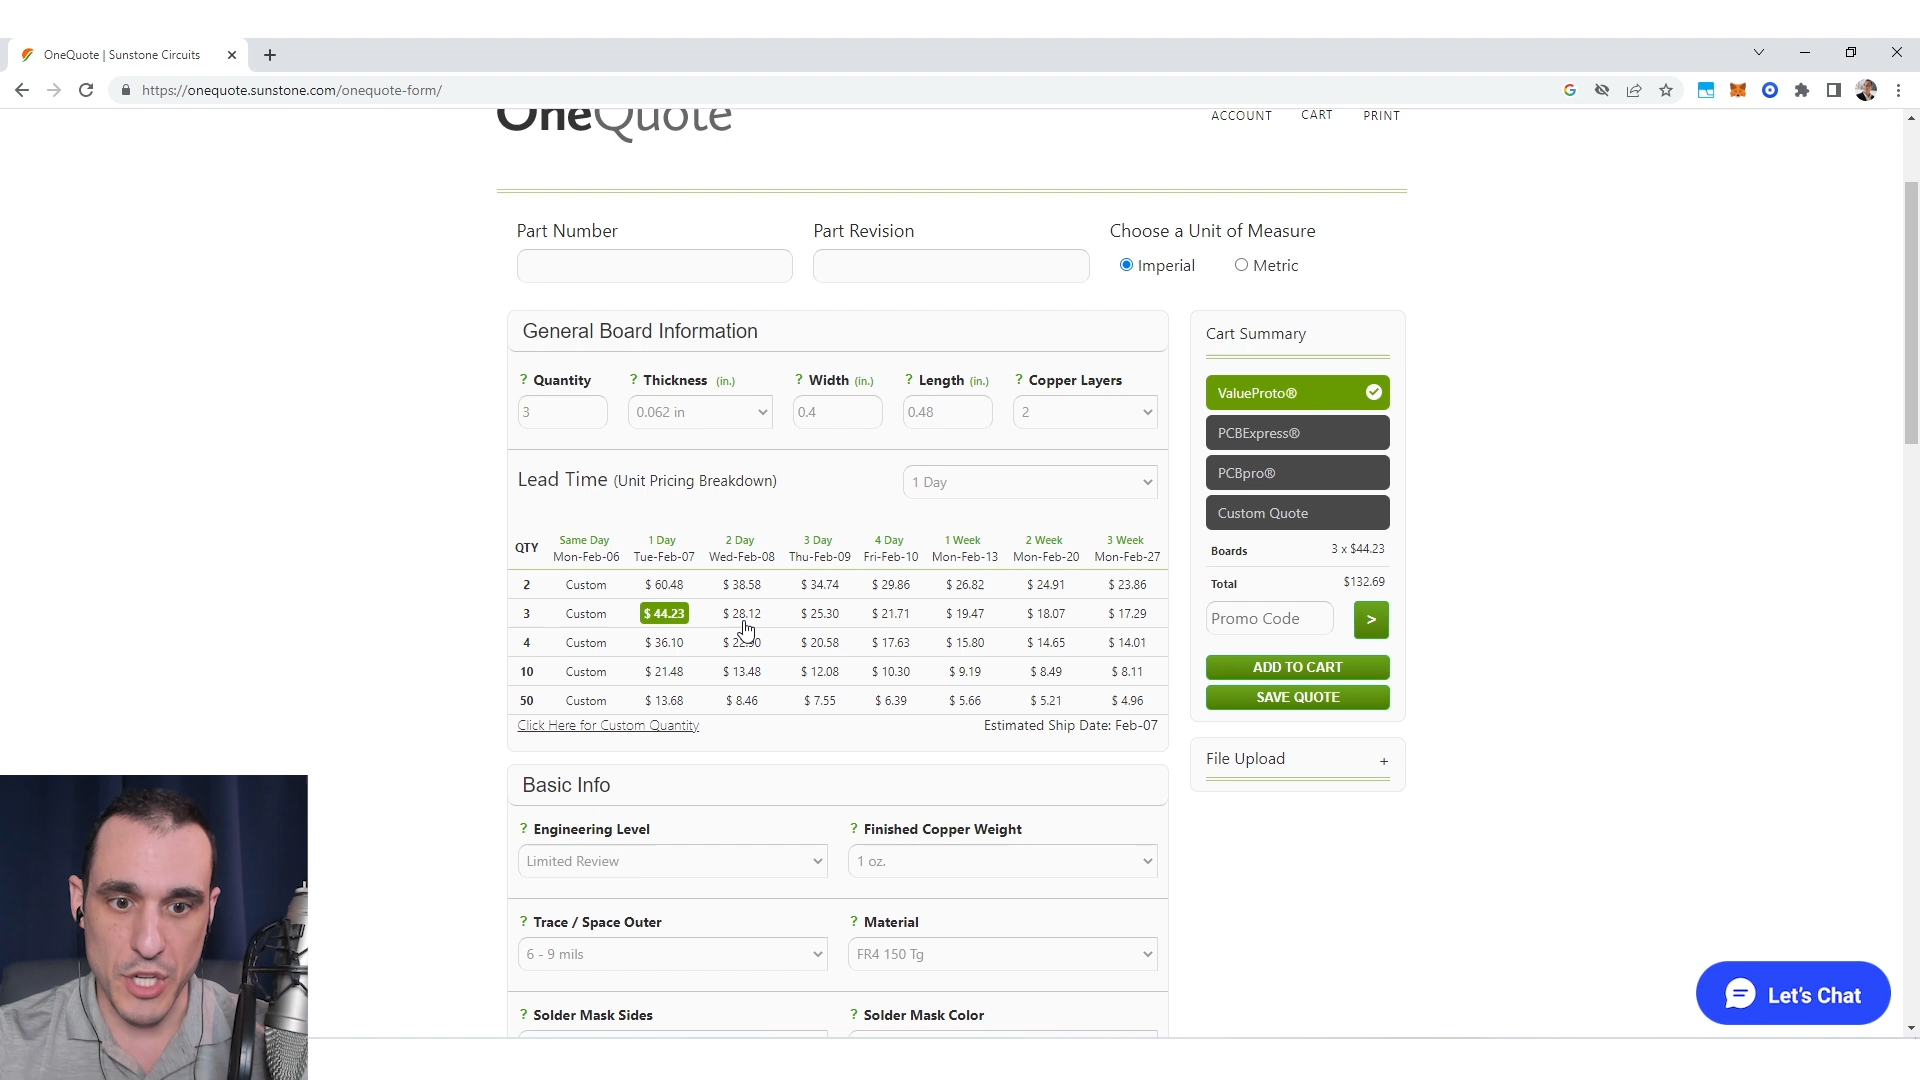 OneQuote | Sunstone Circuits
https://onequote.sunstone.com/onequote-form/
OneQuote
ACCOUNT CART PRINT
Part Number Part Revision Choose a Unit of Measure
Imperial Metric
General Board Information
? Quantity ? Thickness (in.) ? Width (in.) ? Length (in.) ? Copper Layers
3 0.062 in 0.4 0.48 2
Lead Time (Unit Pricing Breakdown) 1 Day
QTY Same Day 1 Day 2 Day 3 Day 4 Day 1 Week 2 Week 3 Week
Mon-Feb-06 Tue-Feb-07 Wed-Feb-08 Thu-Feb-09 Fri-Feb-10 Mon-Feb-13 Mon-Feb-20 Mon-Feb-27
2 Custom $ 60.48 $ 38.58 $ 34.74 $ 29.86 $ 26.82 $ 24.91 $ 23.86
3 Custom $ 44.23 $ 28.12 $ 25.30 $ 21.71 $ 19.47 $ 18.07 $ 17.29
4 Custom $ 36.10 $ 22.90 $ 20.58 $ 17.63 $ 15.80 $ 14.65 $ 14.01
10 Custom $ 21.48 $ 13.48 $ 12.08 $ 10.30 $ 9.19 $ 8.49 $ 8.11
50 Custom $ 13.68 $ 8.46 $ 7.55 $ 6.39 $ 5.66 $ 5.21 $ 4.96
Click Here for Custom Quantity Estimated Ship Date: Feb-07
Cart Summary
ValueProto®
PCBExpress®
PCBpro®
Custom Quote
Boards 3 x $44.23
Total $132.69
Promo Code >
ADD TO CART
SAVE QUOTE
File Upload +
Basic Info
? Engineering Level ? Finished Copper Weight
Limited Review 1 oz.
? Trace / Space Outer ? Material
6 - 9 mils FR4 150 Tg
? Solder Mask Sides ? Solder Mask Color
Let's Chat